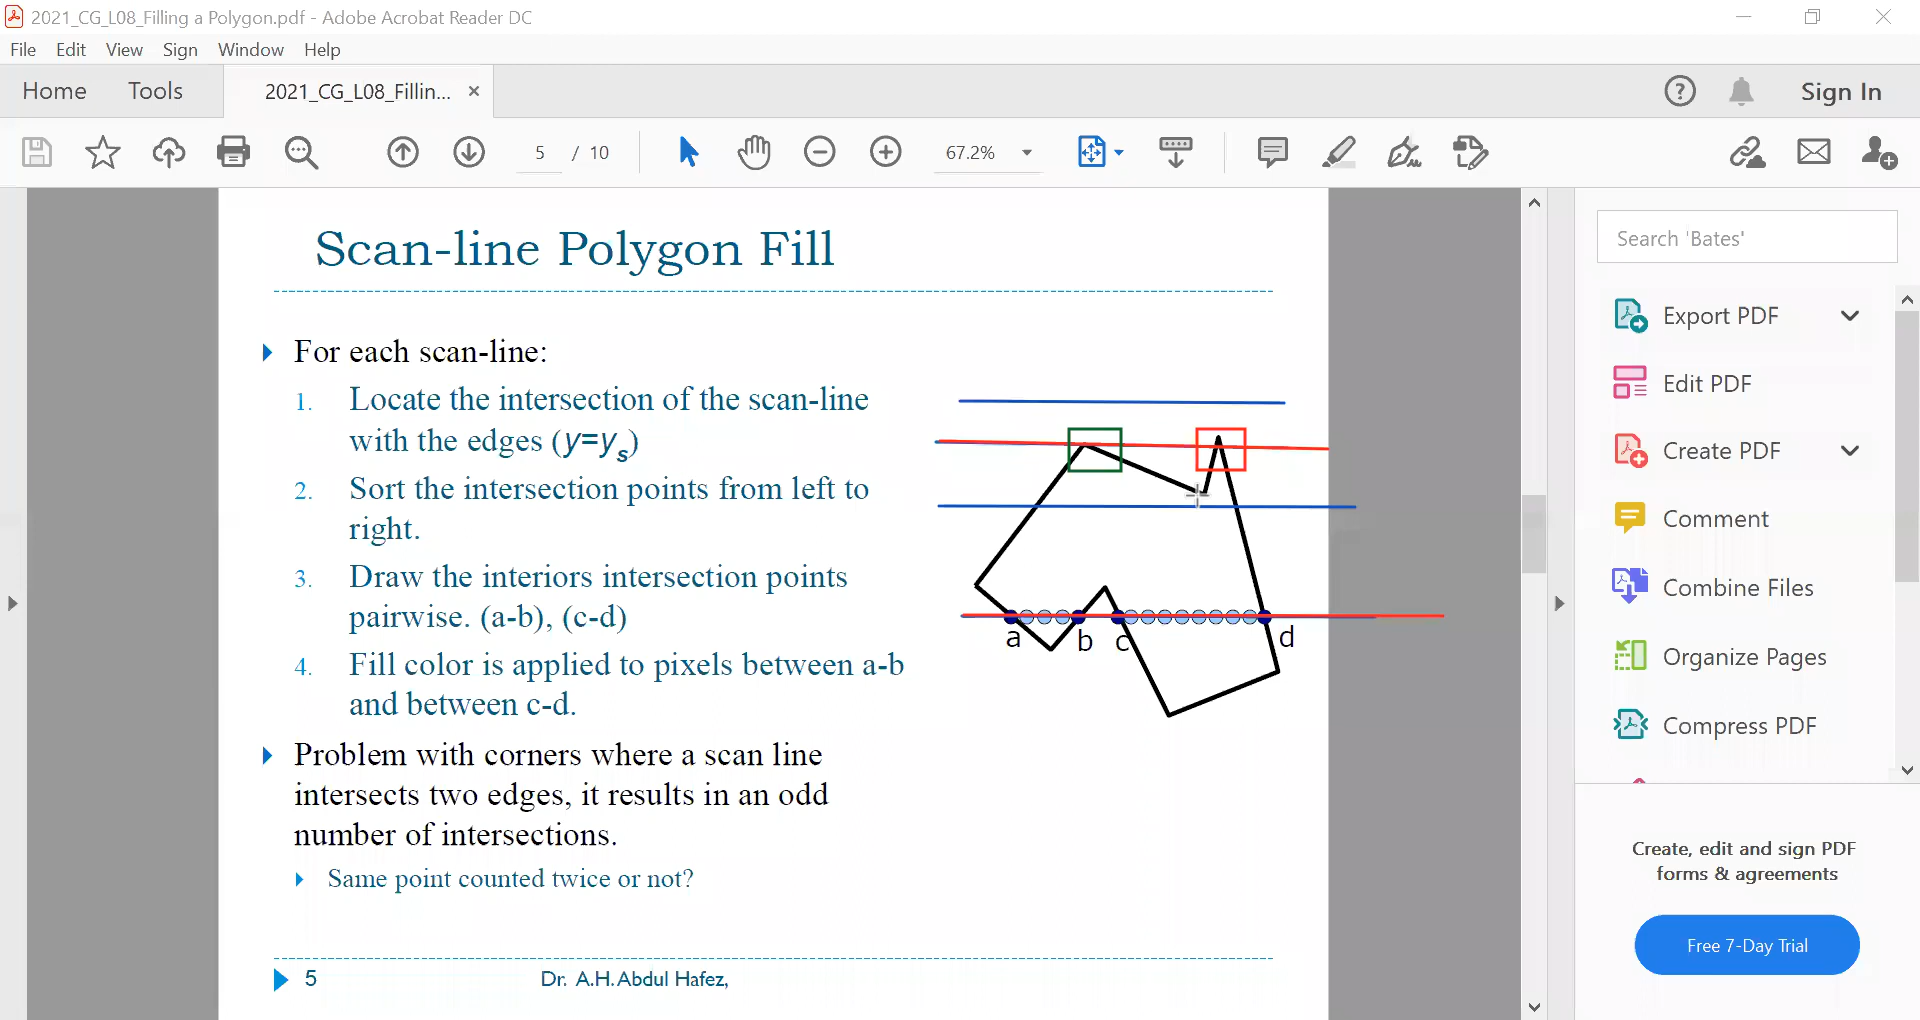 2021_CG_L08_Filling a Polygon.pdf - Adobe Acrobat Reader DC
File Edit View Sign Window Help
Home Tools 2021_CG_L08_Fillin... × Sign In
5 / 10 67.2%
Scan-line Polygon Fill
For each scan-line:
1. Locate the intersection of the scan-line
with the edges (y=ys)
2. Sort the intersection points from left to
right.
3. Draw the interiors intersection points
pairwise. (a-b), (c-d)
4. Fill color is applied to pixels between a-b
and between c-d.
Problem with corners where a scan line
intersects two edges, it results in an odd
number of intersections.
Same point counted twice or not?
a b c d
5 Dr. A.H.Abdul Hafez,
Search 'Bates'
Export PDF
Edit PDF
Create PDF
Comment
Combine Files
Organize Pages
Compress PDF
Create, edit and sign PDF
forms & agreements
Free 7-Day Trial